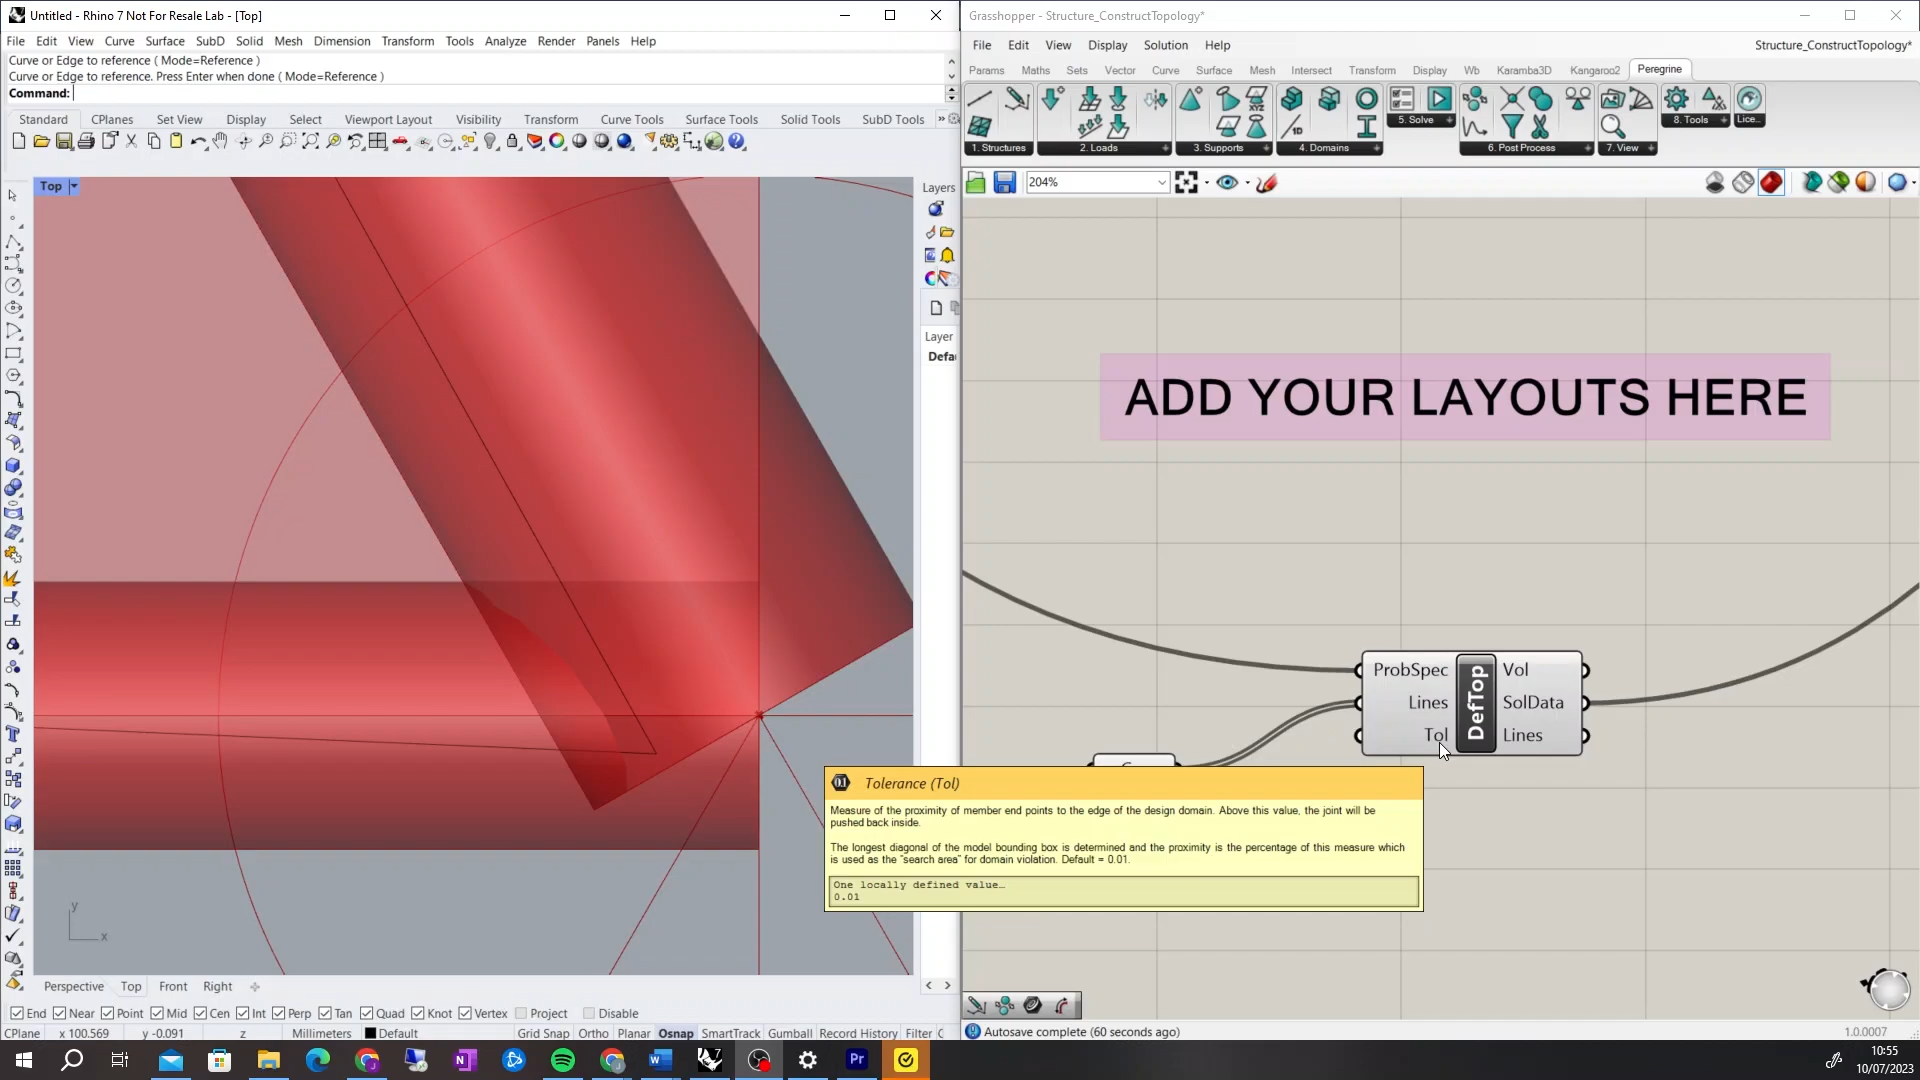 Untitled - Rhino 7 Not For Resale Lab - [Top]
File Edit View Curve Surface SubD Solid Mesh Dimension Transform Tools Analyze Render Panels Help
Curve or Edge to reference ( Mode=Reference )
Curve or Edge to reference. Press Enter when done ( Mode=Reference )
Command:
Standard CPlanes Set View Display Select Viewport Layout Visibility Transform Curve Tools Surface Tools Solid Tools SubD Tools »
Top
Layers
Layer
Defa
y
x
Perspective Top Front Right
End Near Point Mid Cen Int Perp Tan Quad Knot Vertex Project Disable
CPlane x 100.569 y -0.091 z Millimeters Default Grid Snap Ortho Planar Osnap SmartTrack Gumball Record History Filter
Grasshopper - Structure_ConstructTopology*
File Edit View Display Solution Help Structure_ConstructTopology*
Params Maths Sets Vector Curve Surface Mesh Intersect Transform Display Wb Karamba3D Kangaroo2 Peregrine
1. Structures 2. Loads 3. Supports 4. Domains 5. Solve 6. Post Process 7. View 8. Tools Lice...
204%
ADD YOUR LAYOUTS HERE
ProbSpec
Lines
Tol
DefTop
Vol
SolData
Lines
Tolerance (Tol)
Measure of the proximity of member end points to the edge of the design domain. Above this value, the joint will be
pushed back inside.
The longest diagonal of the model bounding box is determined and the proximity is the percentage of this measure which
is used as the "search area" for domain violation. Default = 0.01.
One locally defined value…
0.01
Autosave complete (60 seconds ago)
1.0.0007
10:55
10/07/2023